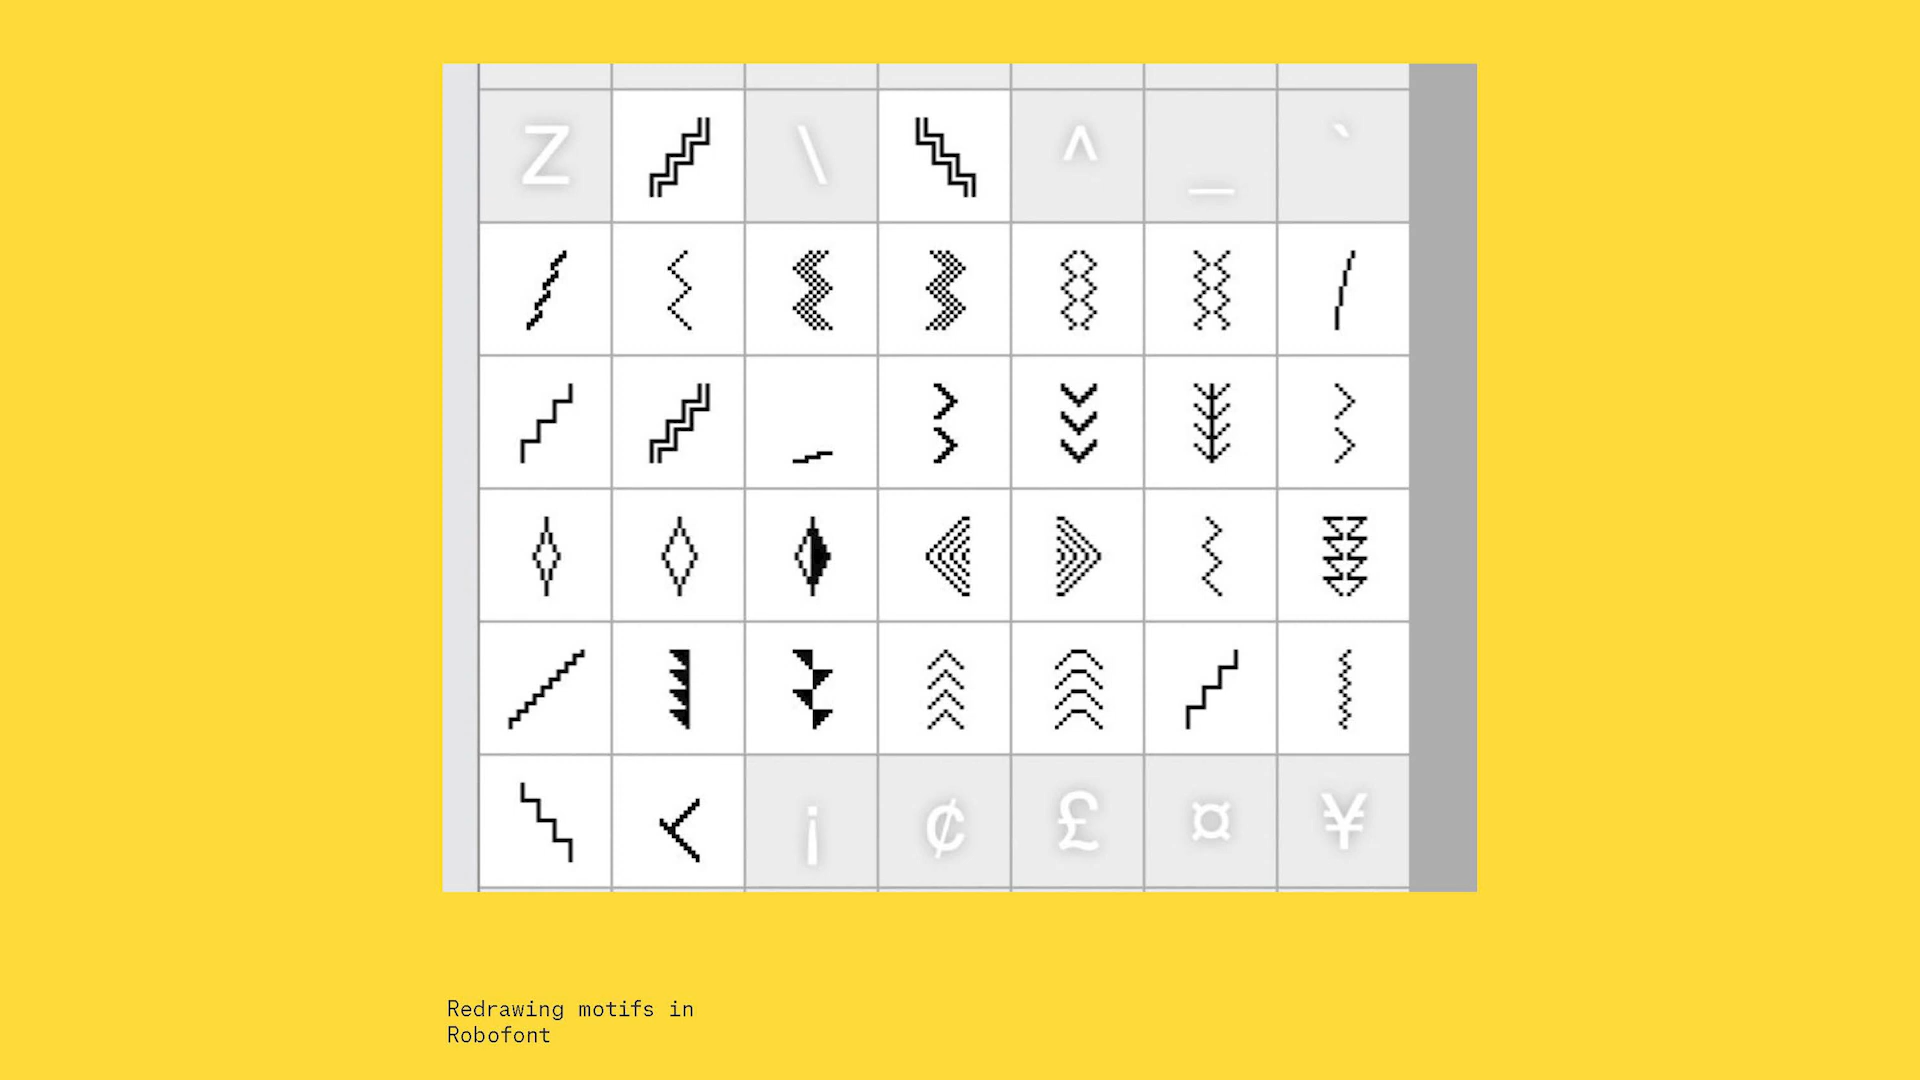 Z \ ^ _ `
¡ ¢ £ ¤ ¥
Redrawing motifs in
Robofont